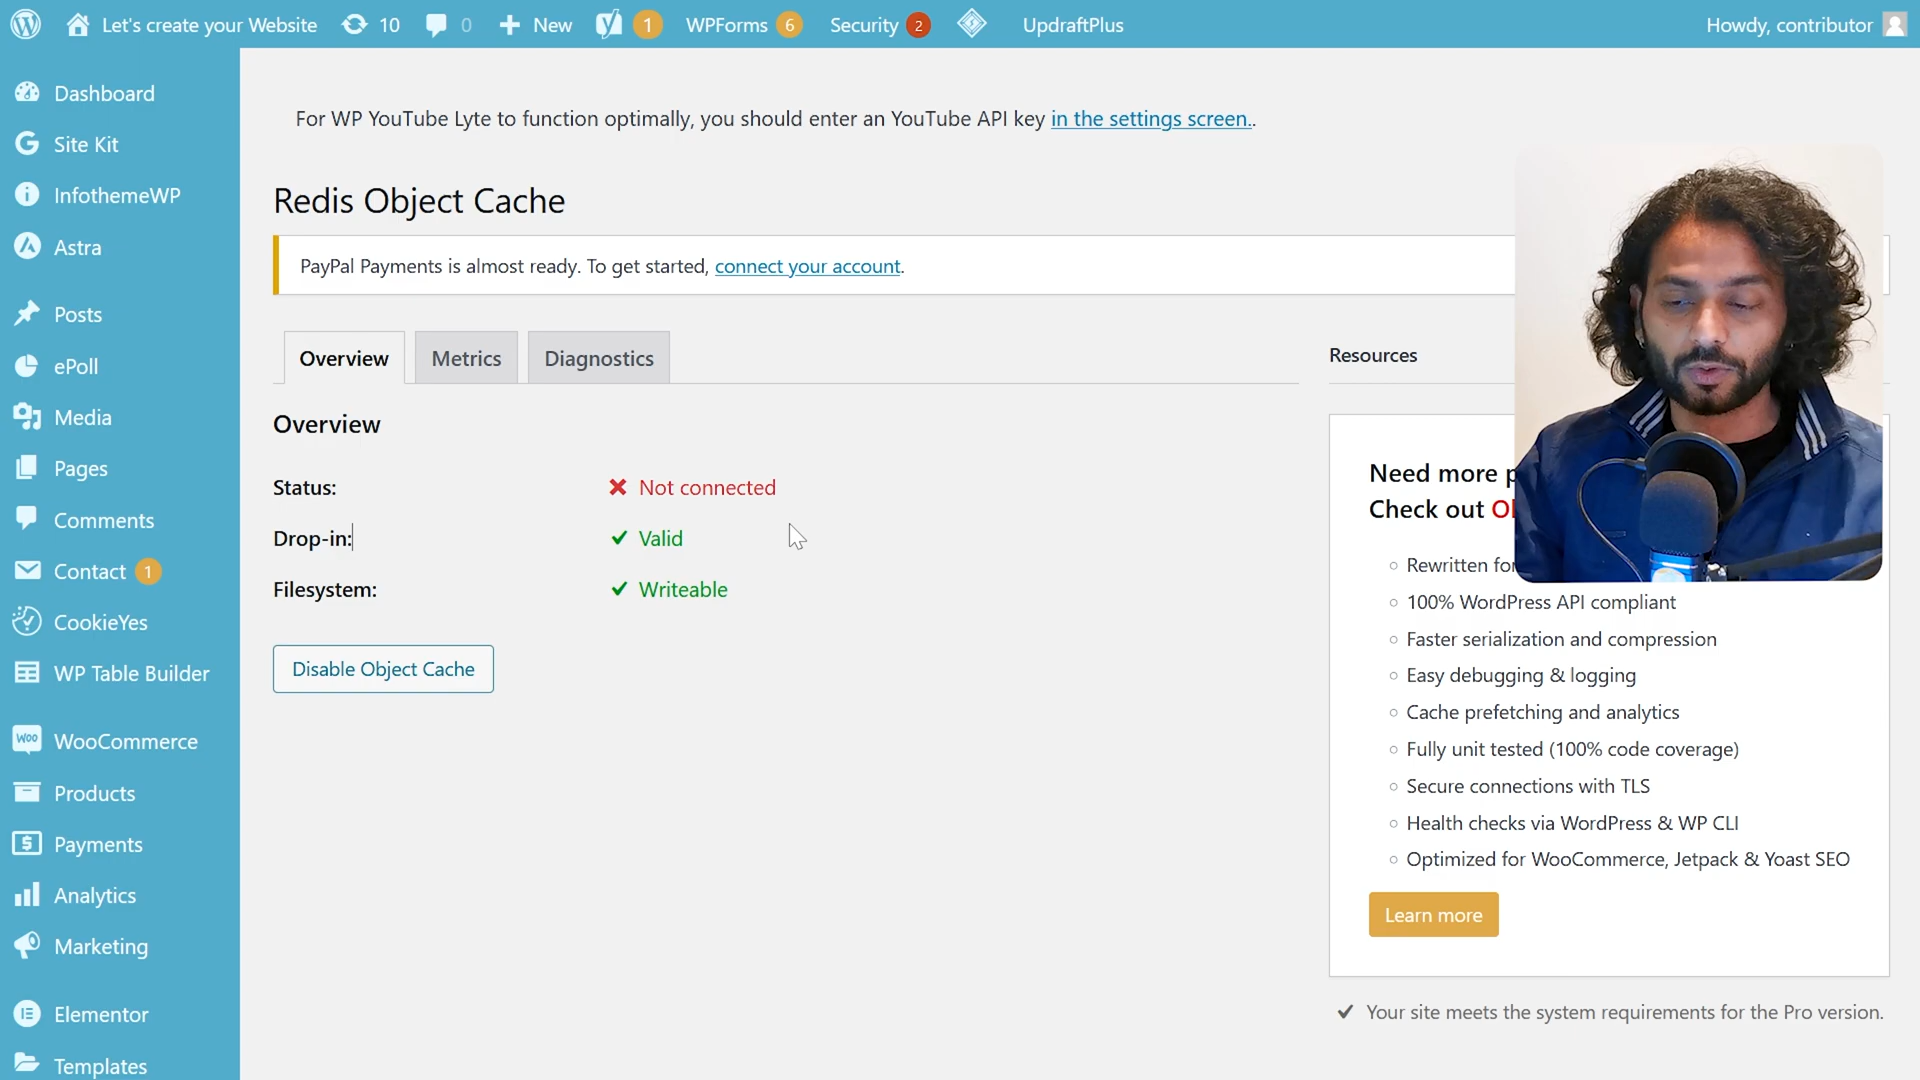 Let's create your Website 10 0 New 1 WPForms 6 Security 2 UpdraftPlus Howdy, contributor
Dashboard
Site Kit
InfothemeWP
Astra
Posts
ePoll
Media
Pages
Comments
Contact 1
CookieYes
WP Table Builder
WooCommerce
Products
Payments
Analytics
Marketing
Elementor
Templates
For WP YouTube Lyte to function optimally, you should enter an YouTube API key in the settings screen..
Redis Object Cache
PayPal Payments is almost ready. To get started, connect your account.
Overview Metrics Diagnostics
Overview
Status: Not connected
Drop-in: Valid
Filesystem: Writeable
Disable Object Cache
Resources
Need more
Check out
Rewritten for
100% WordPress API compliant
Faster serialization and compression
Easy debugging & logging
Cache prefetching and analytics
Fully unit tested (100% code coverage)
Secure connections with TLS
Health checks via WordPress & WP CLI
Optimized for WooCommerce, Jetpack & Yoast SEO
Learn more
Your site meets the system requirements for the Pro version.